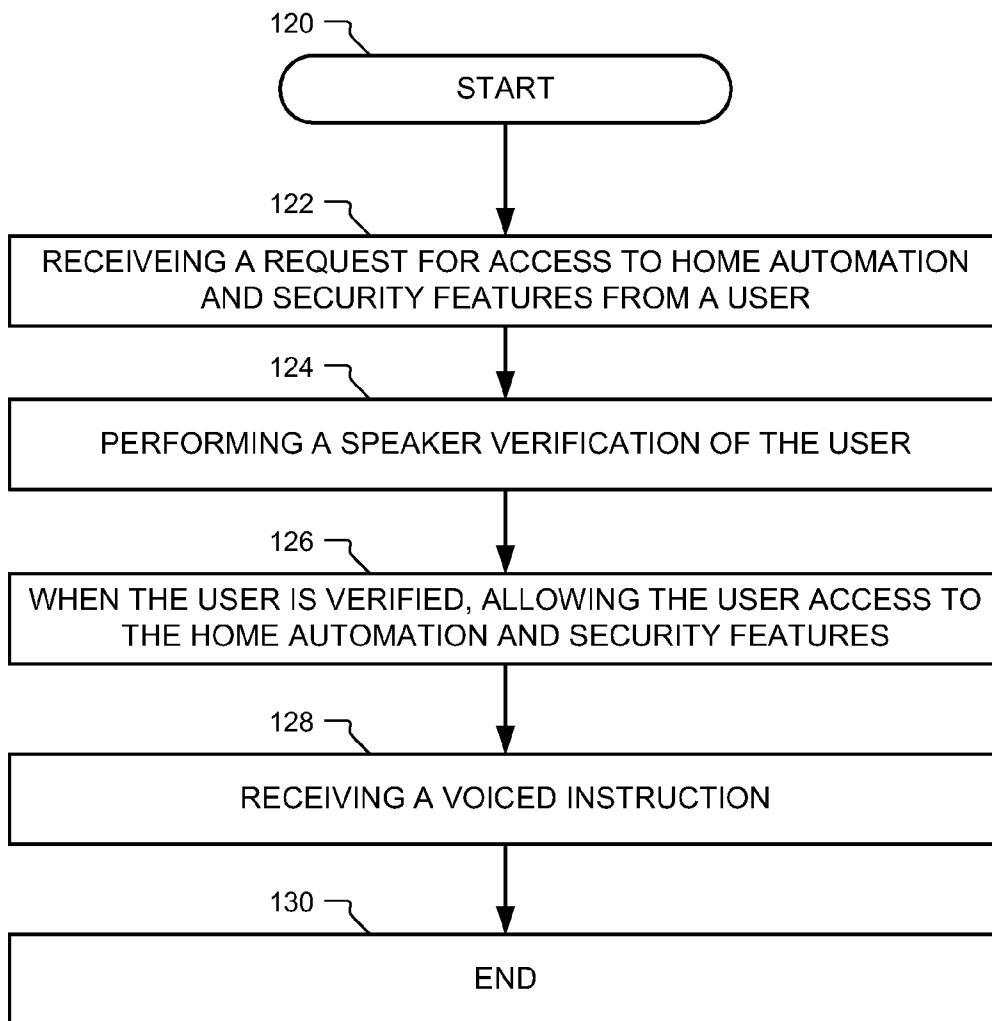 120
START
122
RECEIVEING A REQUEST FOR ACCESS TO HOME AUTOMATION
AND SECURITY FEATURES FROM A USER
124
PERFORMING A SPEAKER VERIFICATION OF THE USER
126
WHEN THE USER IS VERIFIED, ALLOWING THE USER ACCESS TO
THE HOME AUTOMATION AND SECURITY FEATURES
128
RECEIVING A VOICED INSTRUCTION
130
END